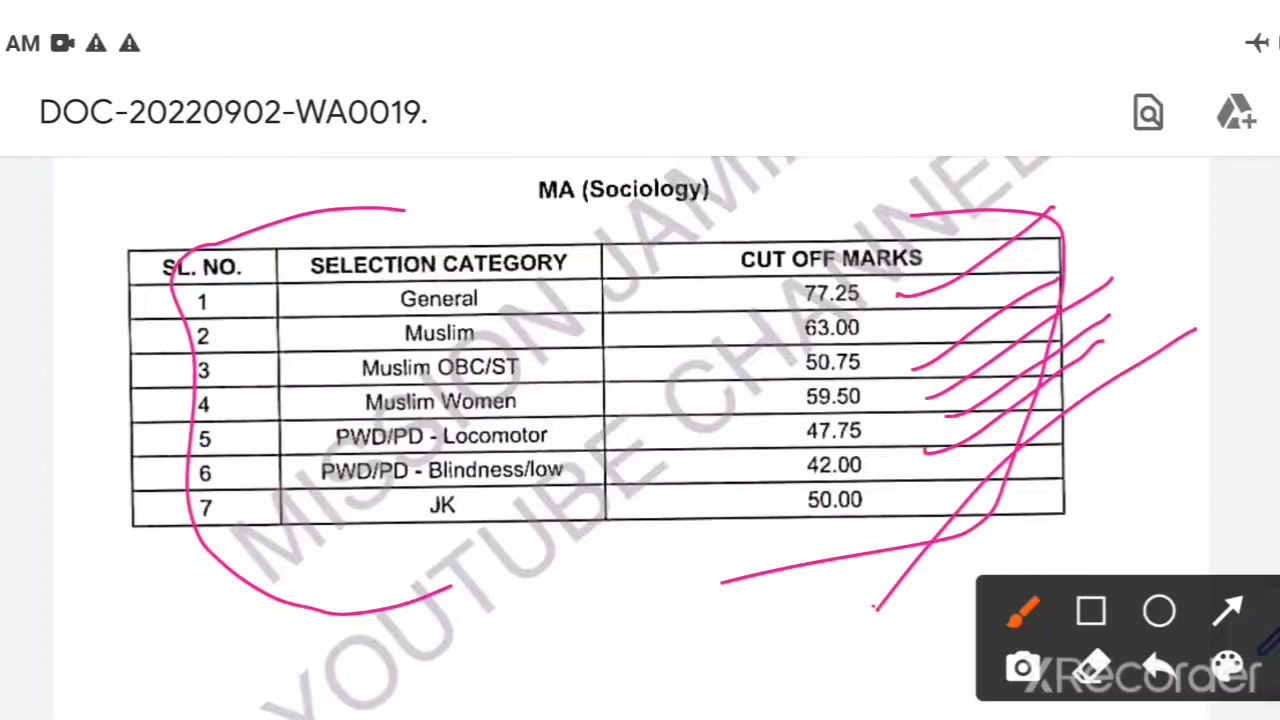 AM
DOC-20220902-WA0019.
MA (Sociology)
SL. NO. SELECTION CATEGORY CUT OFF MARKS
1 General 77.25
2 Muslim 63.00
3 Muslim OBC/ST 50.75
4 Muslim Women 59.50
5 PWD/PD - Locomotor 47.75
6 PWD/PD - Blindness/low 42.00
7 JK 50.00
MISSION JAMIA
YOUTUBE CHANNEL
XRecorder